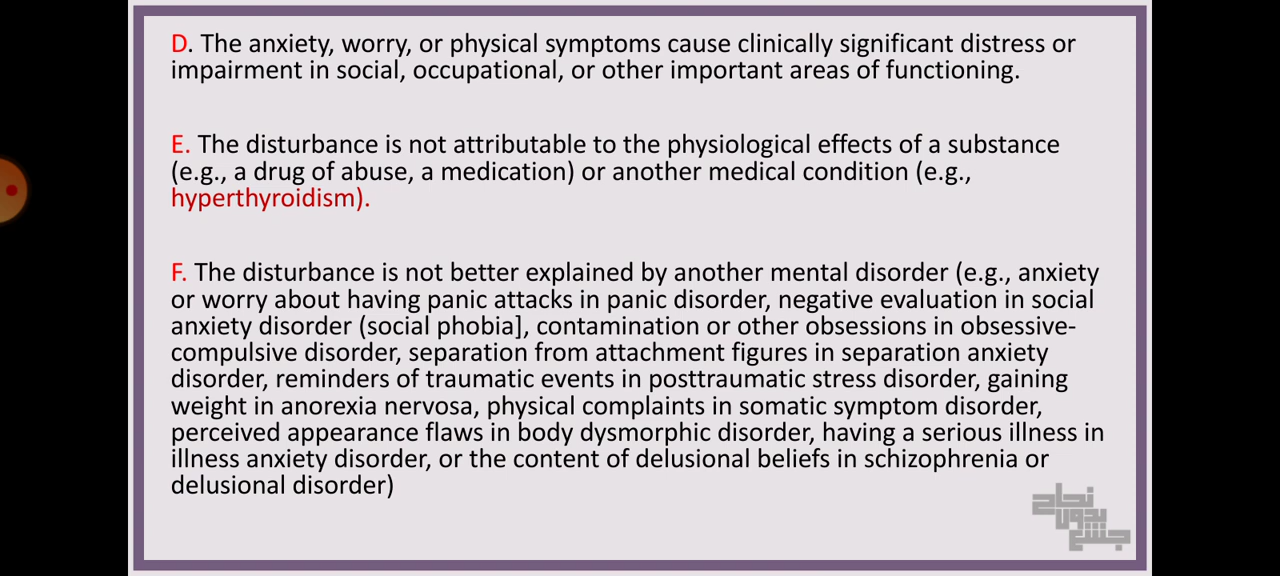 D. The anxiety, worry, or physical symptoms cause clinically significant distress or
impairment in social, occupational, or other important areas of functioning.
E. The disturbance is not attributable to the physiological effects of a substance
(e.g., a drug of abuse, a medication) or another medical condition (e.g.,
hyperthyroidism).
F. The disturbance is not better explained by another mental disorder (e.g., anxiety
or worry about having panic attacks in panic disorder, negative evaluation in social
anxiety disorder (social phobia], contamination or other obsessions in obsessive-
compulsive disorder, separation from attachment figures in separation anxiety
disorder, reminders of traumatic events in posttraumatic stress disorder, gaining
weight in anorexia nervosa, physical complaints in somatic symptom disorder,
perceived appearance flaws in body dysmorphic disorder, having a serious illness in
illness anxiety disorder, or the content of delusional beliefs in schizophrenia or
delusional disorder)
نجاح
بدون
جشع